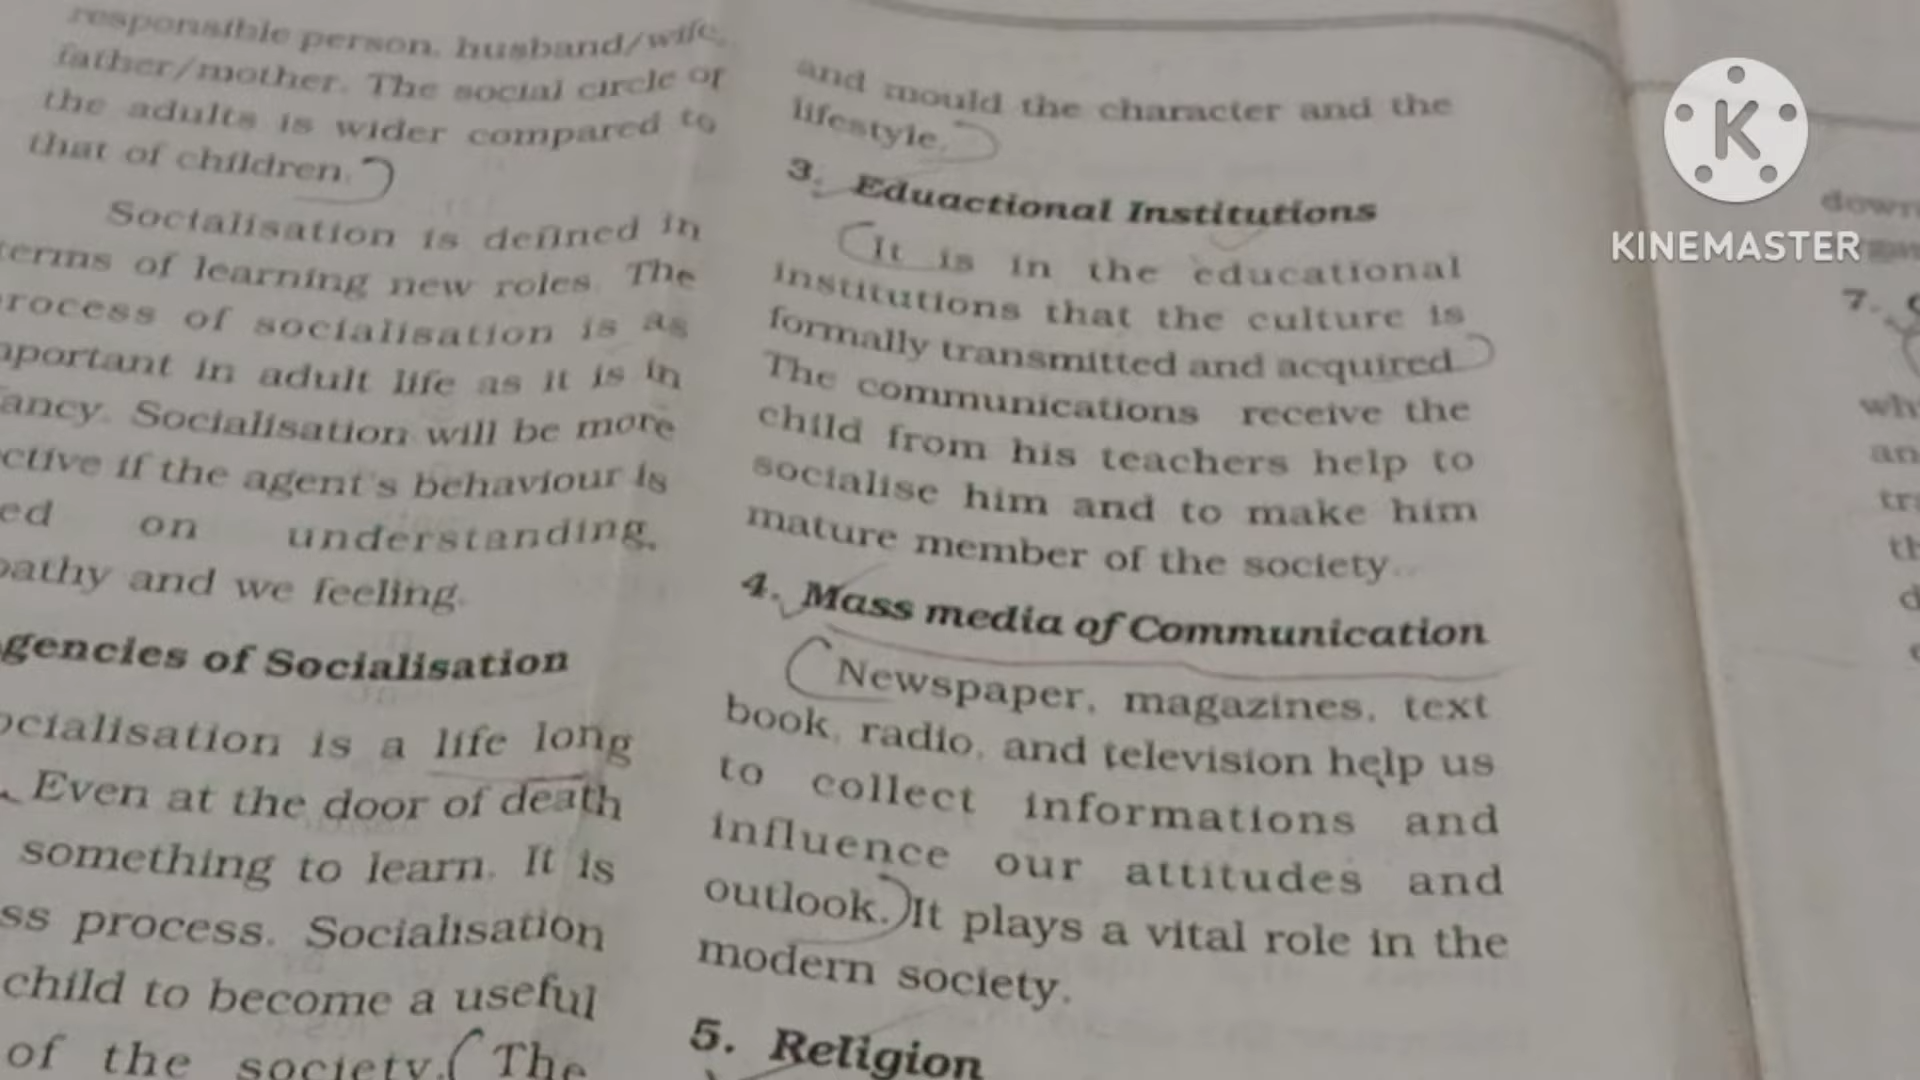 responsible person, husband/wife,
father/mother. The social circle of
the adults is wider compared to
that of children.
Socialisation is defined in
terms of learning new roles. The
process of socialisation is as
important in adult life as it is in
ancy. Socialisation will be more
ctive if the agent's behaviour is
ed on understanding,
pathy and we feeling.
gencies of Socialisation
ocialisation is a life long
Even at the door of death
something to learn. It is
ss process. Socialisation
child to become a useful
of the society. The
and mould the character and the
lifestyle.
3. Eduactional Institutions
It is in the educational
institutions that the culture is
formally transmitted and acquired
The communications receive the
child from his teachers help to
socialise him and to make him
mature member of the society.
4. Mass media of Communication
Newspaper, magazines, text
book, radio, and television help us
to collect informations and
influence our attitudes and
outlook. It plays a vital role in the
modern society.
5. Religion
7.
KINEMASTER